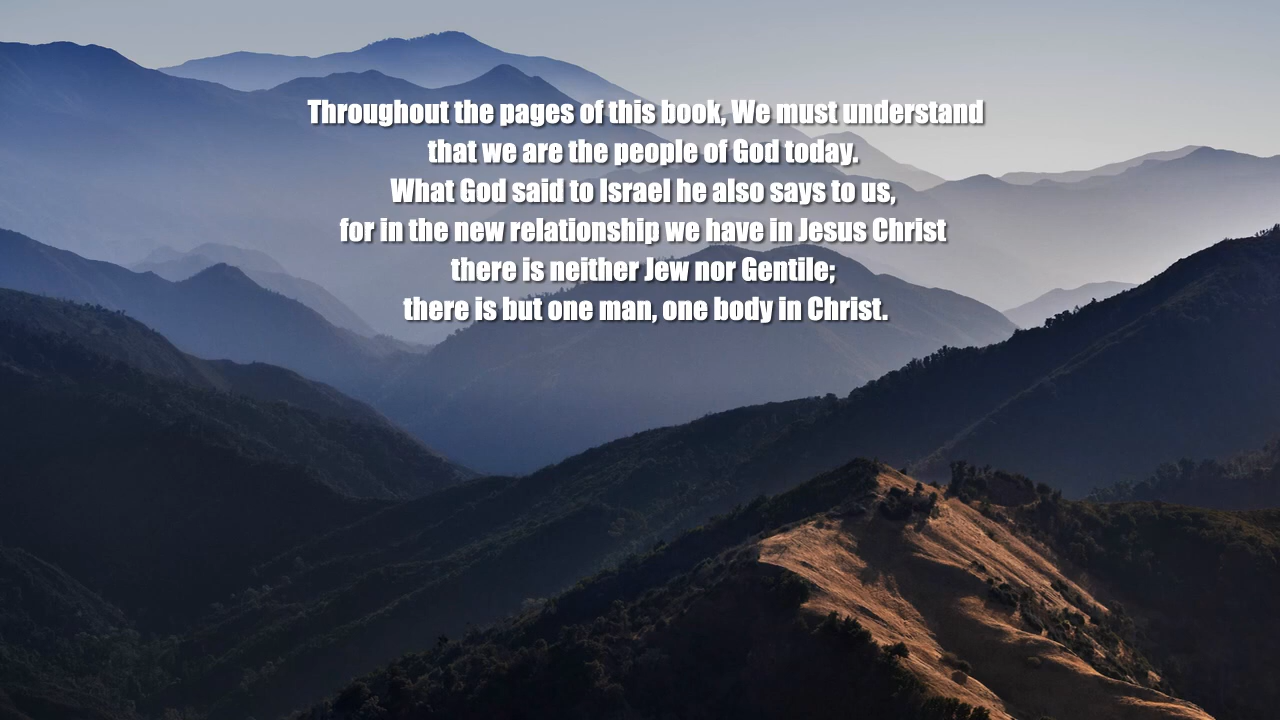 Throughout the pages of this book, We must understand
that we are the people of God today.
What God said to Israel he also says to us,
for in the new relationship we have in Jesus Christ
there is neither Jew nor Gentile;
there is but one man, one body in Christ.